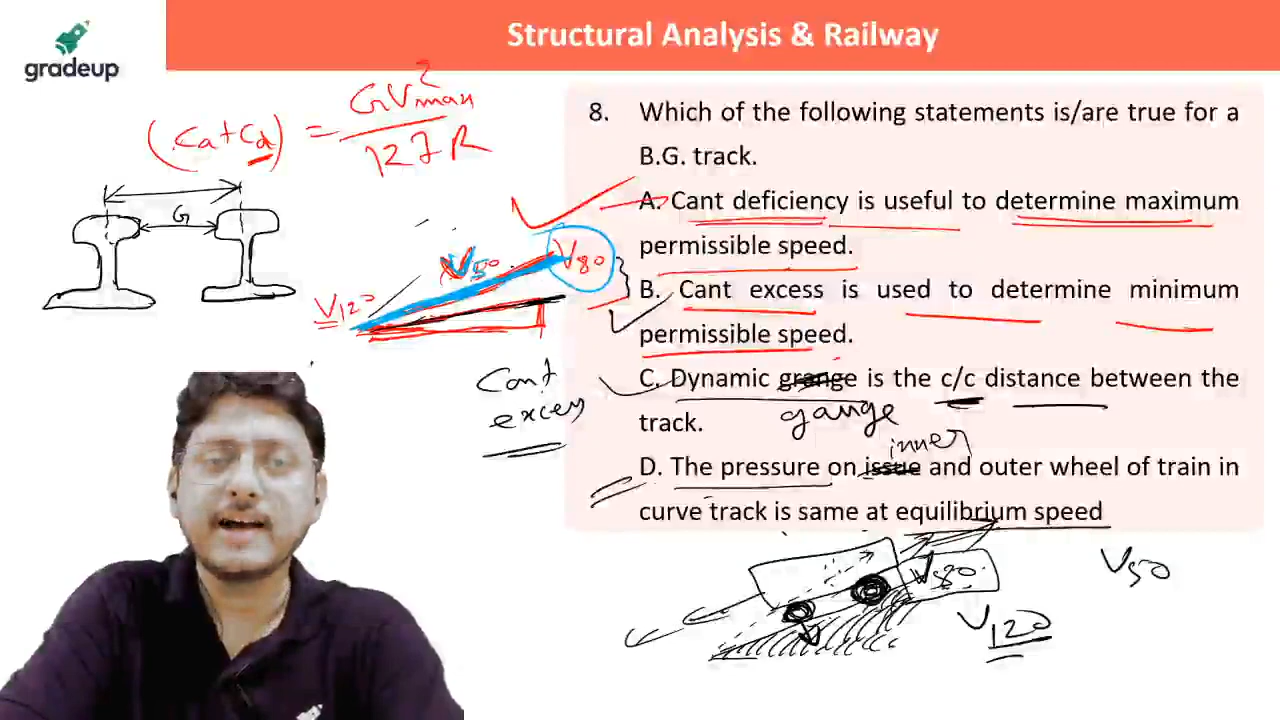 Structural Analysis & Railway
gradeup
(Ca+Cd) = GV²max
127 R
G
V50
V80
V120
Cant
excess
8. Which of the following statements is/are true for a
B.G. track.
A. Cant deficiency is useful to determine maximum
permissible speed.
B. Cant excess is used to determine minimum
permissible speed.
C. Dynamic grange is the c/c distance between the
gauge
track.
inner
D. The pressure on issue and outer wheel of train in
curve track is same at equilibrium speed
V80
V50
V120